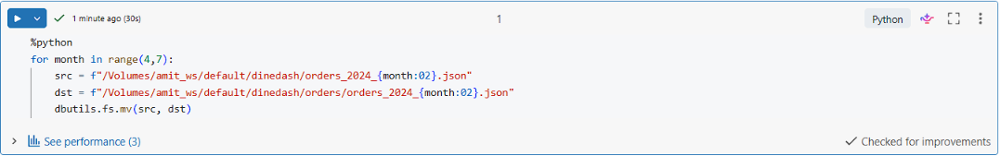 1 minute ago (30s) 1 Python
%python
for month in range(4,7):
    src = f"/Volumes/amit_ws/default/dinedash/orders_2024_{month:02}.json"
    dst = f"/Volumes/amit_ws/default/dinedash/orders/orders_2024_{month:02}.json"
    dbutils.fs.mv(src, dst)
See performance (3) Checked for improvements